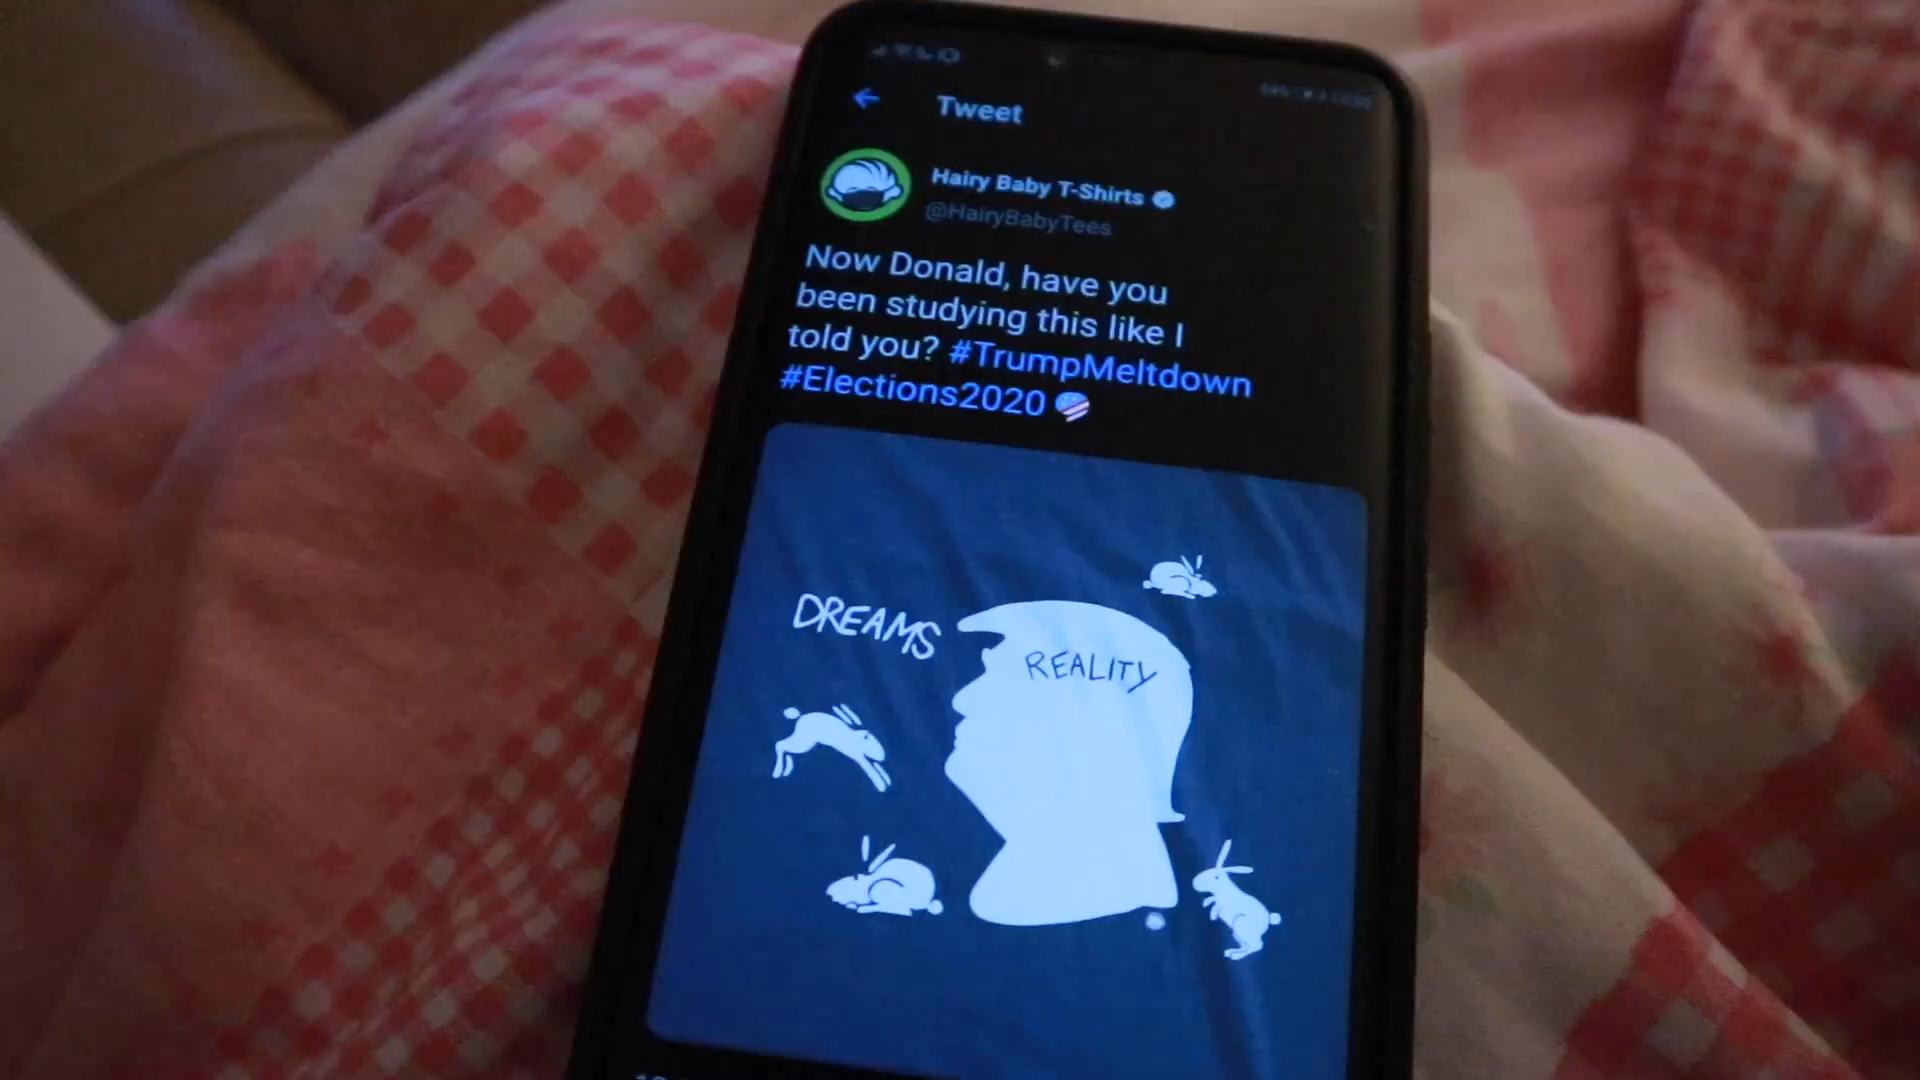 Tweet
Hairy Baby T-Shirts
@HairyBabyTees
Now Donald, have you
been studying this like I
told you? #TrumpMeltdown
#Elections2020
DREAMS
REALITY